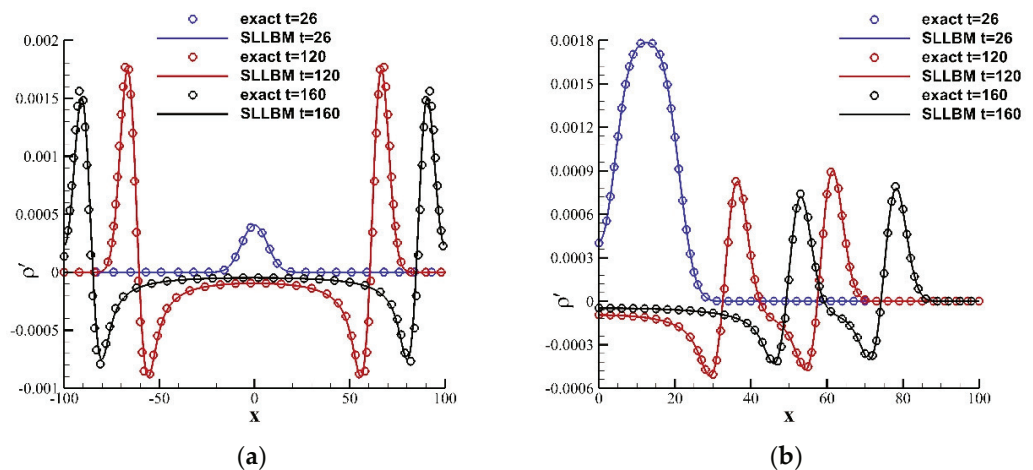 exact t=26
SLLBM t=26
exact t=120
SLLBM t=120
exact t=160
SLLBM t=160
0.002
0.0015
0.001
0.0005
0
-0.0005
-0.001
ρ'
-100
-50
0
50
100
x
(a)
exact t=26
SLLBM t=26
exact t=120
SLLBM t=120
exact t=160
SLLBM t=160
0.0018
0.0015
0.0012
0.0009
0.0006
0.0003
0
-0.0003
-0.0006
ρ'
0
20
40
60
80
100
x
(b)